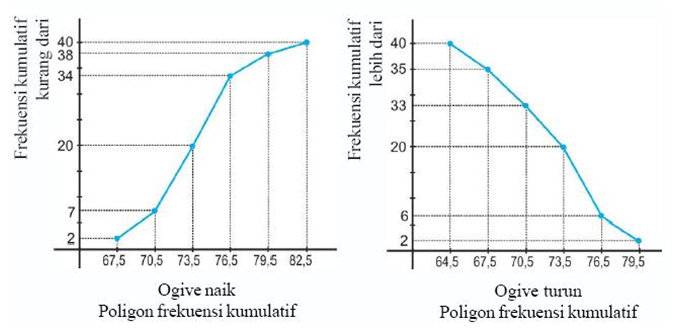 Frekuensi kumulatif
kurang dari
40
38
34
20
7
2
67,5 70,5 73,5 76,5 79,5 82,5
Ogive naik
Poligon frekuensi kumulatif
Frekuensi kumulatif
lebih dari
40
35
33
20
6
2
64,5 67,5 70,5 73,5 76,5 79,5
Ogive turun
Poligon frekuensi kumulatif